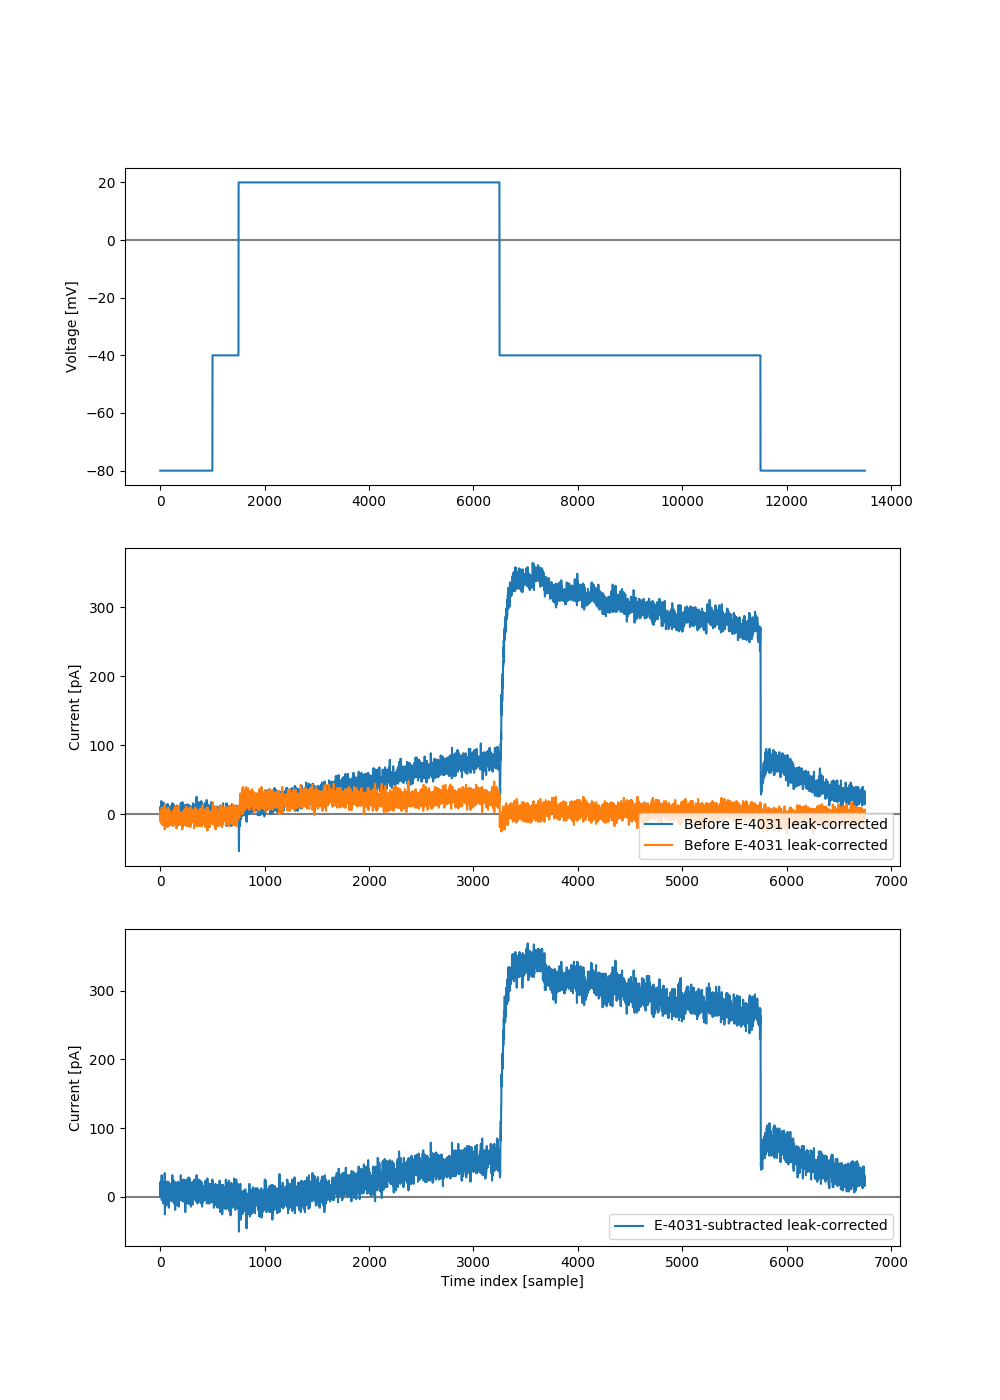 20
0
−20
−40
−60
−80
Voltage [mV]
0 2000 4000 6000 8000 10000 12000 14000
300
200
100
0
Current [pA]
Before E-4031 leak-corrected
Before E-4031 leak-corrected
0 1000 2000 3000 4000 5000 6000 7000
300
200
100
0
Current [pA]
E-4031-subtracted leak-corrected
0 1000 2000 3000 4000 5000 6000 7000
Time index [sample]